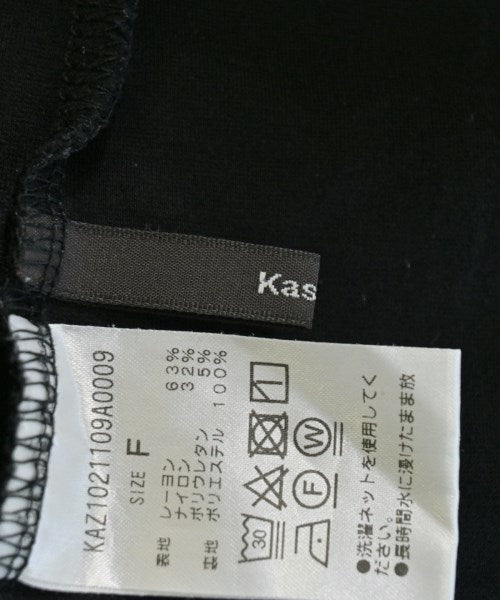 Kas
KAZ1021109A0009
SIZE F
表地 レーヨン 63%
ナイロン 32%
ポリウレタン 5%
裏地 ポリエステル 100%
30
F
W
●洗濯ネットを使用してく
ださい。
●長時間水に浸けたまま放